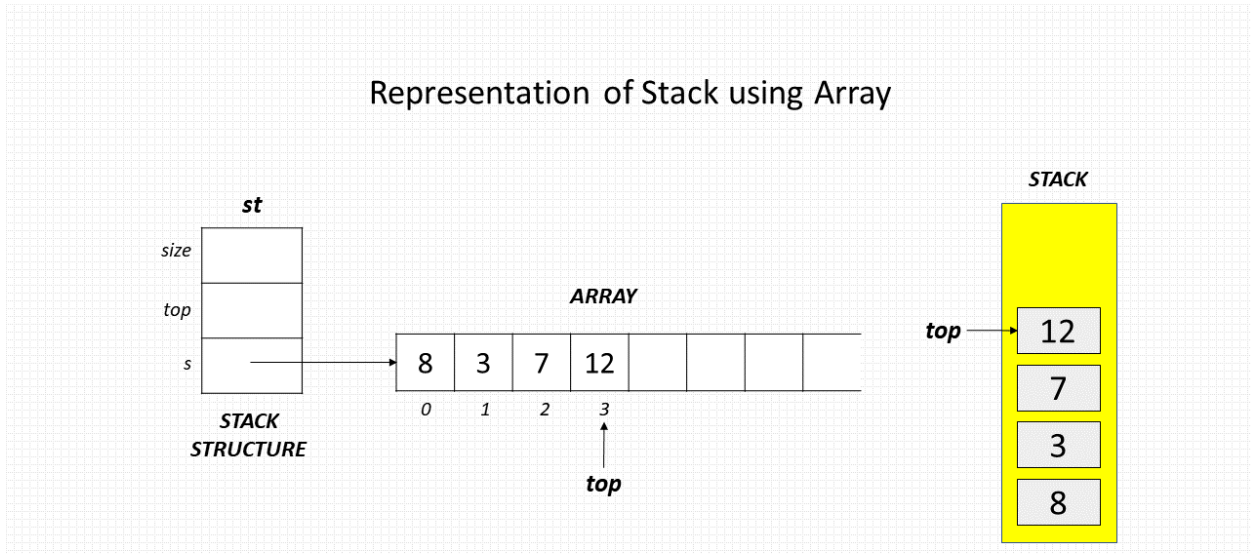 Representation of Stack using Array
STACK
st
size
top
s
STACK
STRUCTURE
ARRAY
8 3 7 12
0 1 2 3
top
top
12
7
3
8